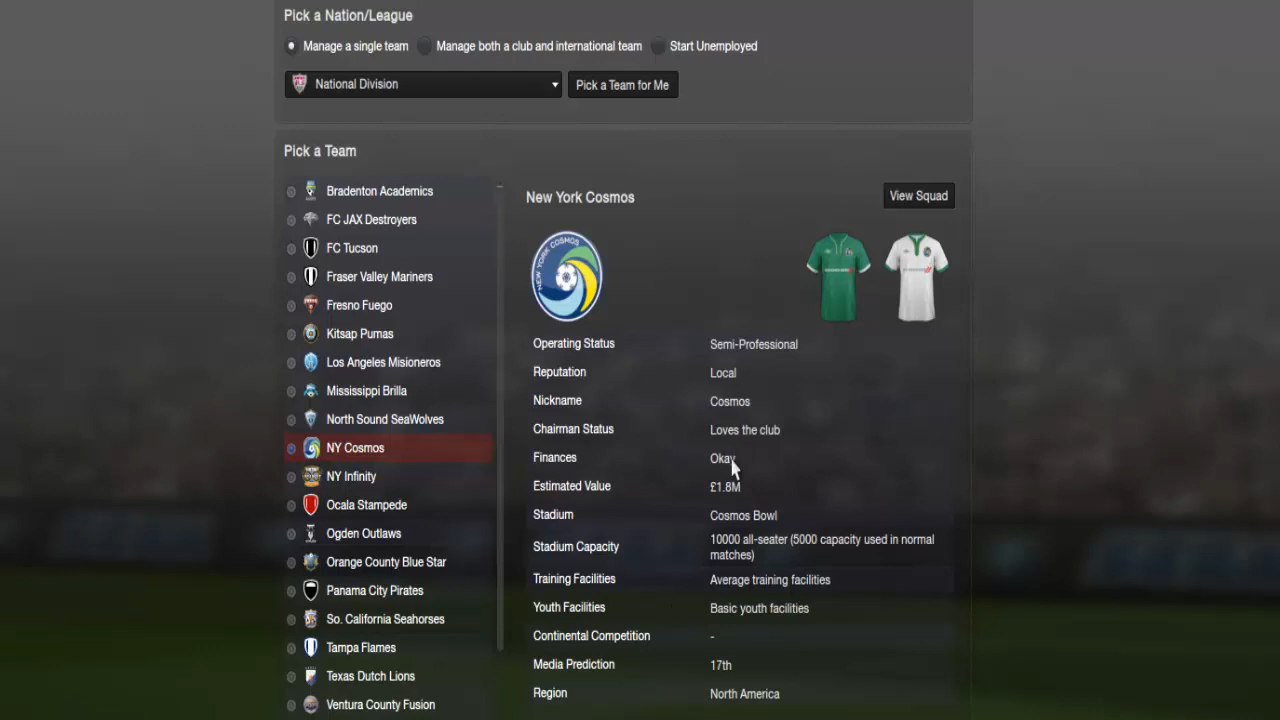 Pick a Nation/League
Manage a single team
Manage both a club and international team
Start Unemployed
National Division
Pick a Team for Me
Pick a Team
Bradenton Academics
FC JAX Destroyers
FC Tucson
Fraser Valley Mariners
Fresno Fuego
Kitsap Pumas
Los Angeles Misioneros
Mississippi Brilla
North Sound SeaWolves
NY Cosmos
NY Infinity
Ocala Stampede
Ogden Outlaws
Orange County Blue Star
Panama City Pirates
So. California Seahorses
Tampa Flames
Texas Dutch Lions
Ventura County Fusion
New York Cosmos
View Squad
NEW YORK COSMOS
Operating Status Semi-Professional
Reputation Local
Nickname Cosmos
Chairman Status Loves the club
Finances Okay
Estimated Value £1.8M
Stadium Cosmos Bowl
Stadium Capacity 10000 all-seater (5000 capacity used in normal
matches)
Training Facilities Average training facilities
Youth Facilities Basic youth facilities
Continental Competition -
Media Prediction 17th
Region North America